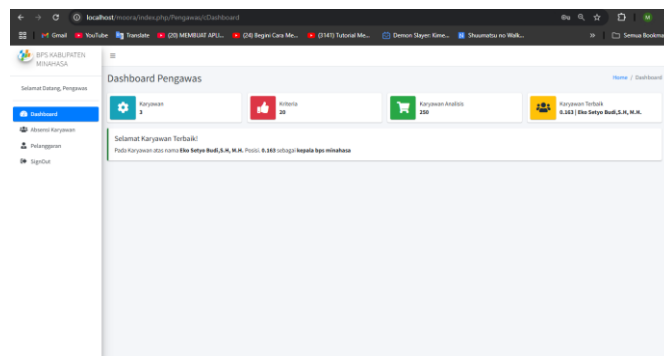 localhost/moora/index.php/Pengawas/cDashboard
Gmail YouTube Translate (20) MEMBUAT APLI... (24) Begini Cara Me... (3141) Tutorial Me... Demon Slayer: Kime... Shuumatsu no Walk... » Semua Bookma
BPS KABUPATEN
MINAHASA
Selamat Datang, Pengawas
Dashboard
Absensi Karyawan
Pelanggaran
SignOut
Dashboard Pengawas
Home / Dashboard
Karyawan
3
Kriteria
20
Karyawan Analisis
250
Karyawan Terbaik
0.163 | Eko Setyo Budi,S.H, M.H.
Selamat Karyawan Terbaik!
Pada Karyawan atas nama Eko Setyo Budi,S.H, M.H. Posisi. 0.163 sebagai kepala bps minahasa